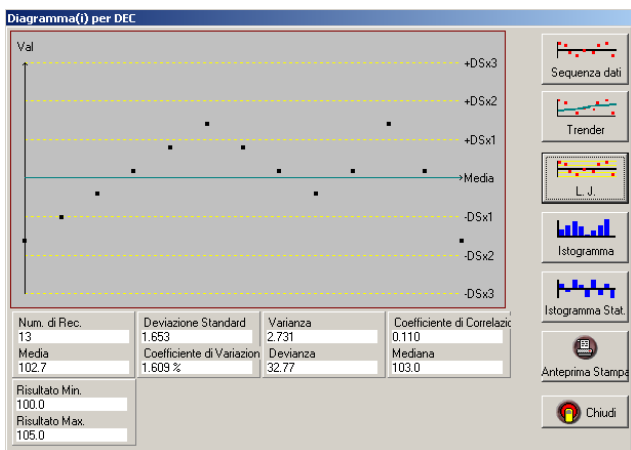 Diagramma(i) per DEC
Val
+DSx3
+DSx2
+DSx1
Media
-DSx1
-DSx2
-DSx3
Sequenza dati
Trender
L. J.
Istogramma
Istogramma Stat.
Anteprima Stampa
Chiudi
Num. di Rec.
13
Media
102.7
Deviazione Standard
1.653
Coefficiente di Variazion
1.609 %
Varianza
2.731
Devianza
32.77
Coefficiente di Correlazio
0.110
Mediana
103.0
Risultato Min.
100.0
Risultato Max.
105.0